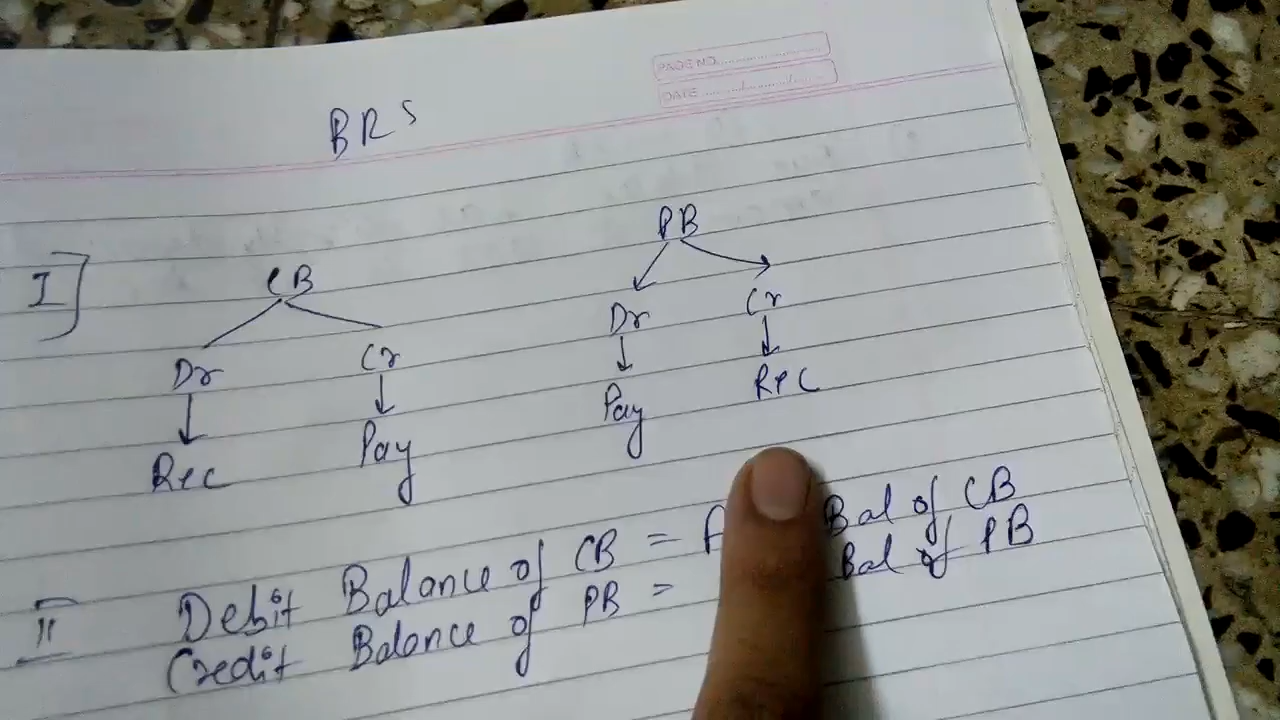 PAGE NO.
DATE
BRS
I] CB PB
Dr Cr Dr Cr
Rec Pay Pay Rec
II Debit Balance of CB = Bal of CB
Credit Balance of PB = Bal of PB